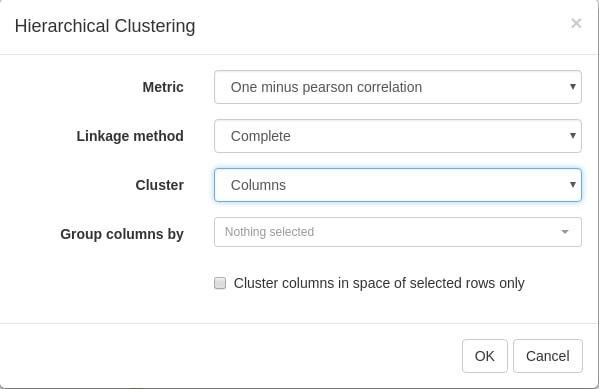 Hierarchical Clustering ×
Metric One minus pearson correlation
Linkage method Complete
Cluster Columns
Group columns by Nothing selected
Cluster columns in space of selected rows only
OK Cancel